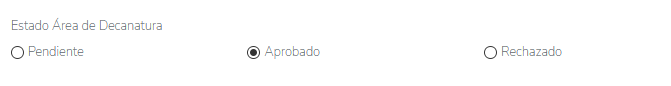 Estado Área de Decanatura
Pendiente Aprobado Rechazado